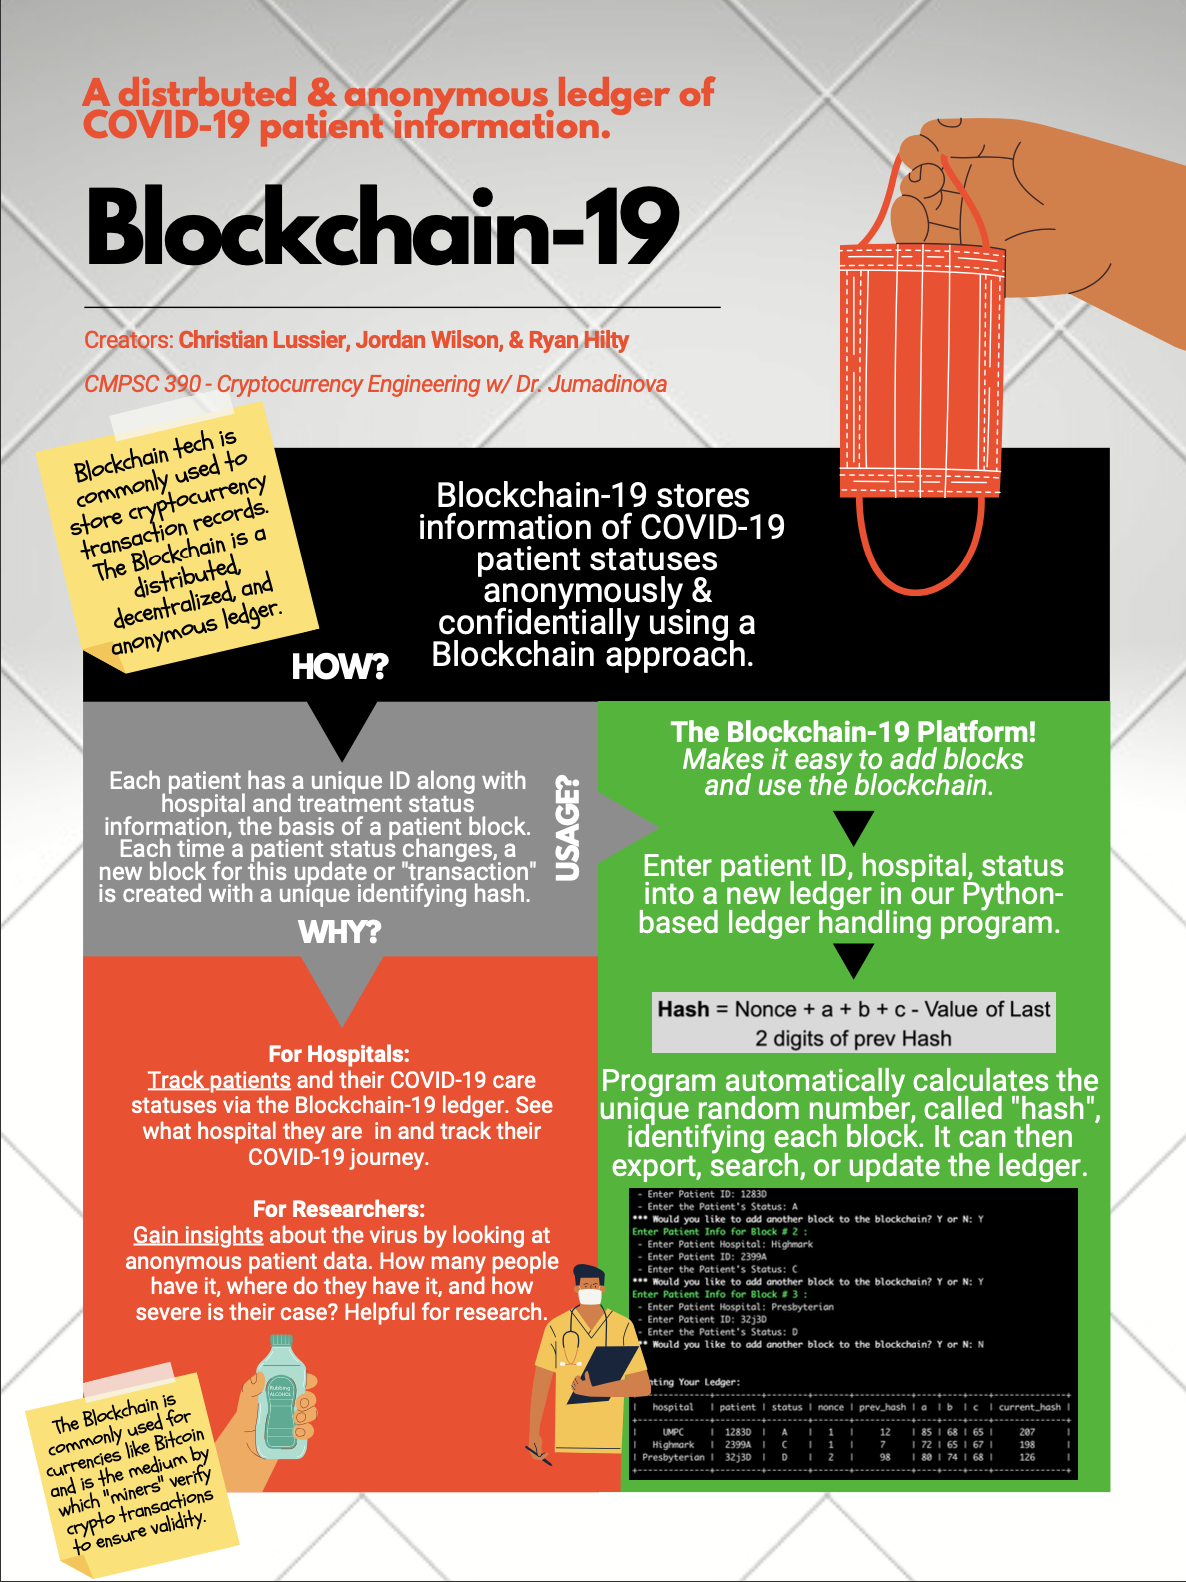 A distrbuted & anonymous ledger of
COVID-19 patient information.
Blockchain-19
Creators: Christian Lussier, Jordan Wilson, & Ryan Hilty
CMPSC 390 - Cryptocurrency Engineering w/ Dr. Jumadinova
Blockchain tech is
commonly used to
store cryptocurrency
transaction records.
The Blockchain is a
distributed,
decentralized, and
anonymous ledger.
Blockchain-19 stores
information of COVID-19
patient statuses
anonymously &
confidentially using a
Blockchain approach.
HOW?
Each patient has a unique ID along with
hospital and treatment status
information, the basis of a patient block.
Each time a patient status changes, a
new block for this update or "transaction"
is created with a unique identifying hash.
USAGE?
WHY?
The Blockchain-19 Platform!
Makes it easy to add blocks
and use the blockchain.
Enter patient ID, hospital, status
into a new ledger in our Python-
based ledger handling program.
Hash = Nonce + a + b + c - Value of Last
2 digits of prev Hash
Program automatically calculates the
unique random number, called "hash",
identifying each block. It can then
export, search, or update the ledger.
For Hospitals:
Track patients and their COVID-19 care
statuses via the Blockchain-19 ledger. See
what hospital they are  in and track their
COVID-19 journey.
For Researchers:
Gain insights about the virus by looking at
anonymous patient data. How many people
have it, where do they have it, and how
severe is their case? Helpful for research.
Rubbing
ALCOHOL
- Enter Patient ID: 1283D
- Enter the Patient's Status: A
*** Would you like to add another block to the blockchain? Y or N: Y
Enter Patient Info for Block # 2 :
- Enter Patient Hospital: Highmark
- Enter Patient ID: 2399A
- Enter the Patient's Status: C
*** Would you like to add another block to the blockchain? Y or N: Y
Enter Patient Info for Block # 3 :
- Enter Patient Hospital: Presbyterian
- Enter Patient ID: 32j3D
- Enter the Patient's Status: D
** Would you like to add another block to the blockchain? Y or N: N
nting Your Ledger:
| hospital | patient | status | nonce | prev_hash | a | b | c | current_hash |
| UMPC | 1283D | A | 1 | 12 | 85 | 68 | 65 | 207 |
| Highmark | 2399A | C | 1 | 7 | 72 | 65 | 67 | 198 |
| Presbyterian | 32j3D | D | 2 | 98 | 80 | 74 | 68 | 126 |
The Blockchain is
commonly used for
currencies like Bitcoin
and is the medium by
which "miners" verify
crypto transactions
to ensure validity.